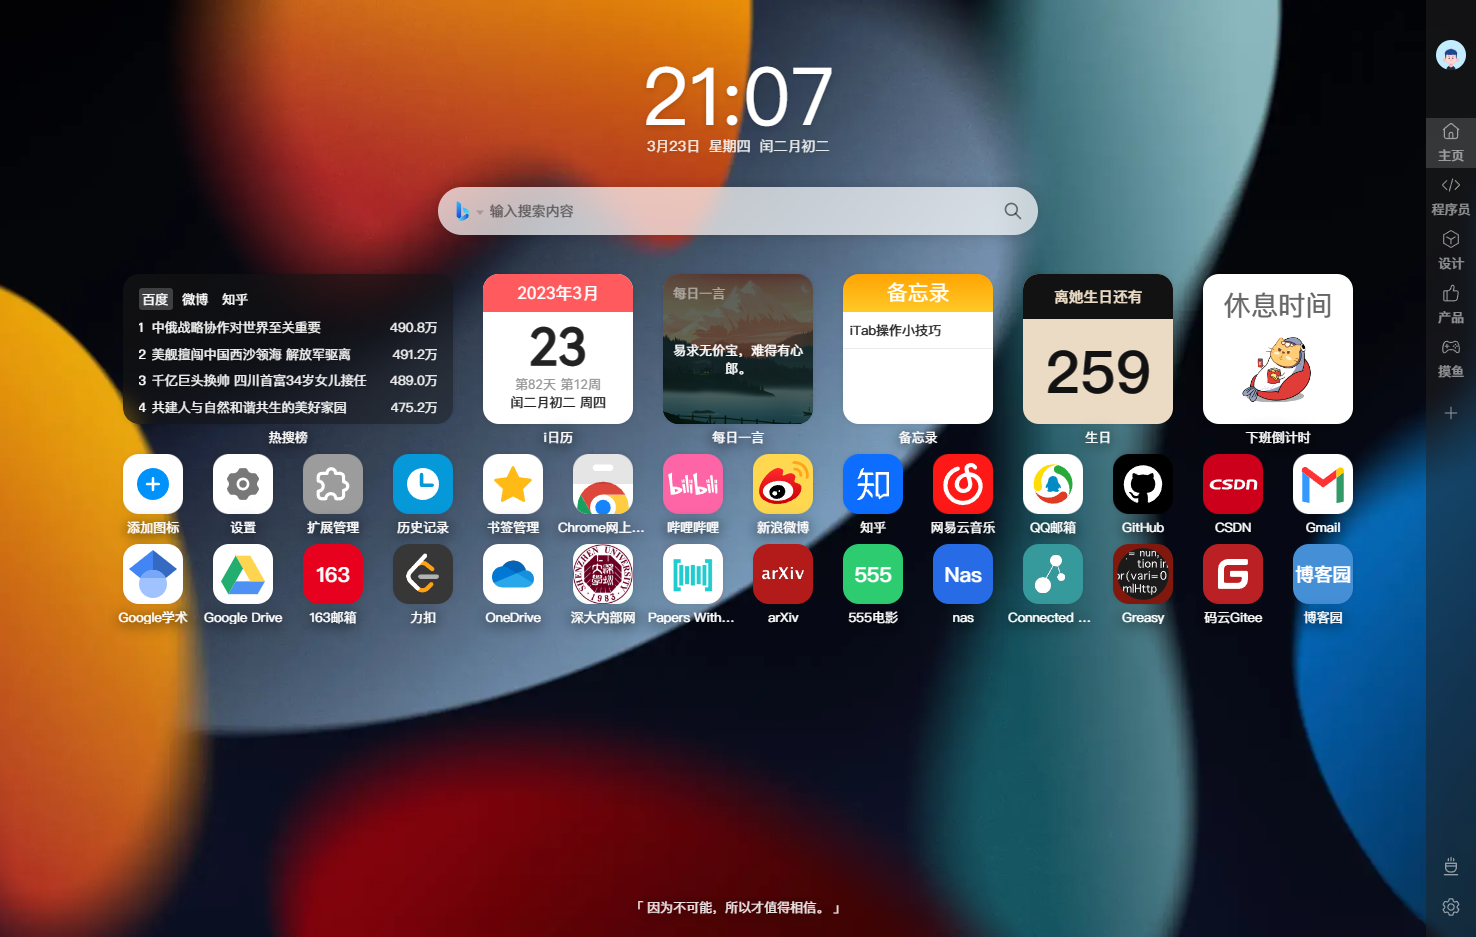 21:07
3月23日 星期四 闰二月初二
输入搜索内容
百度 微博 知乎
1 中俄战略协作对世界至关重要 490.8万
2 美舰擅闯中国西沙领海 解放军驱离 491.2万
3 千亿巨头换帅 四川首富34岁女儿接任 489.0万
4 共建人与自然和谐共生的美好家园 475.2万
热搜榜
2023年3月
23
第82天 第12周
闰二月初二 周四
i日历
每日一言
易求无价宝，难得有心
郎。
每日一言
备忘录
iTab操作小技巧
备忘录
离她生日还有
259
生日
休息时间
下班倒计时
添加图标
设置
扩展管理
历史记录
书签管理
Chrome网上...
bilibili
哔哩哔哩
新浪微博
知
知乎
网易云音乐
QQ邮箱
GitHub
CSDN
CSDN
Gmail
Google学术
Google Drive
163
163邮箱
力扣
OneDrive
SHENZHEN UNIVERSITY
1983
深大内部网
Papers With...
arXiv
arXiv
555
555电影
Nas
nas
Connected ...
= nun,
tion in
or(vari=0
mlHttp
Greasy
G
码云Gitee
博客园
博客园
主页
程序员
设计
产品
摸鱼
「 因为不可能，所以才值得相信。 」